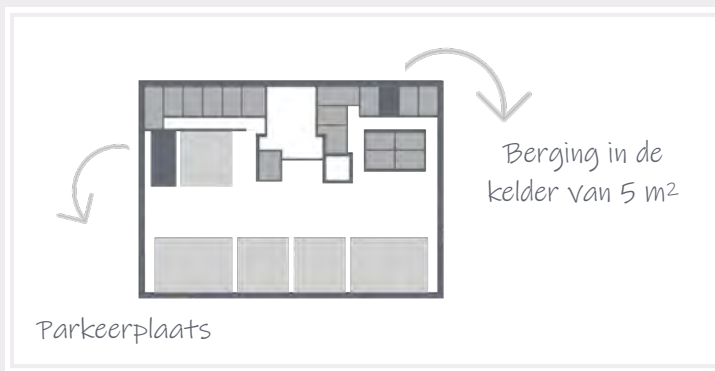 Berging in de
kelder van 5 m²
Parkeerplaats